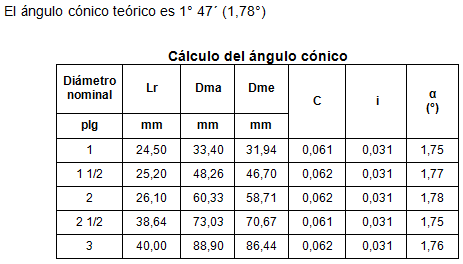 El ángulo cónico teórico es 1° 47´ (1,78°)
Cálculo del ángulo cónico
Diámetro nominal Lr Dma Dme C i α (°)
plg mm mm mm
1 24,50 33,40 31,94 0,061 0,031 1,75
1 1/2 25,20 48,26 46,70 0,062 0,031 1,77
2 26,10 60,33 58,71 0,062 0,031 1,78
2 1/2 38,64 73,03 70,67 0,061 0,031 1,75
3 40,00 88,90 86,44 0,062 0,031 1,76